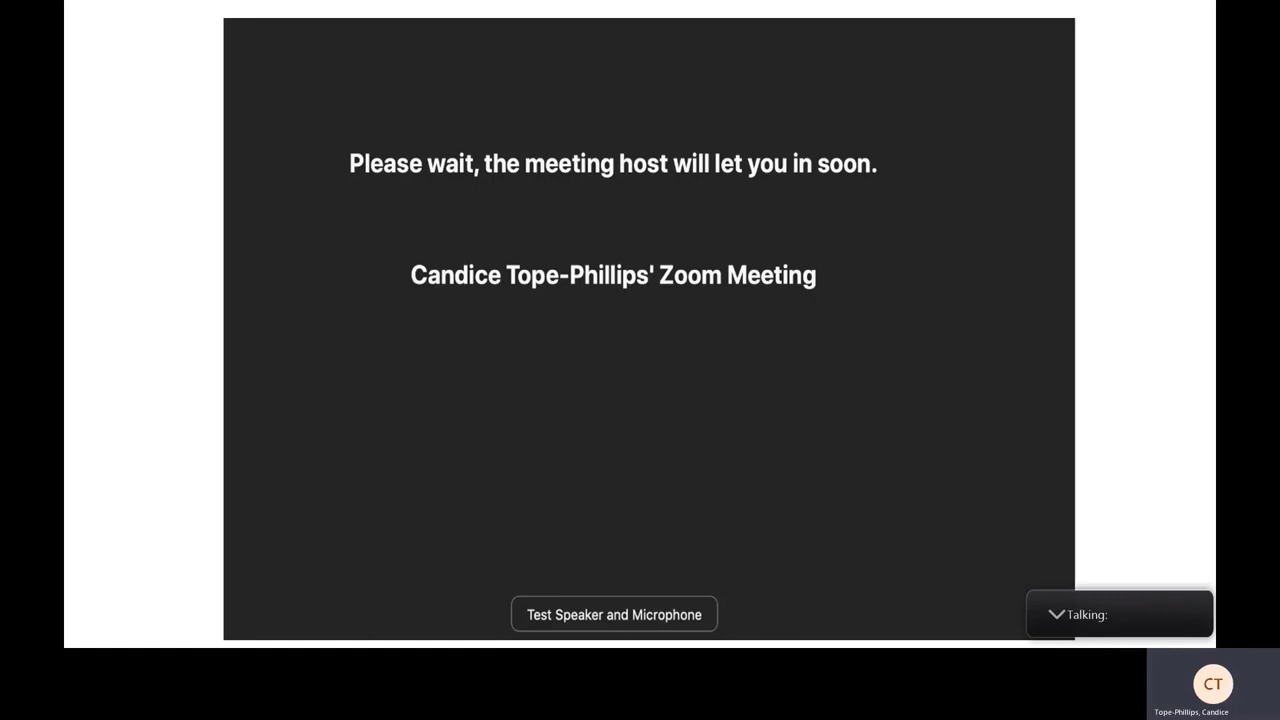 Please wait, the meeting host will let you in soon.
Candice Tope-Phillips' Zoom Meeting
Test Speaker and Microphone
Talking:
CT
Tope-Phillips, Candice